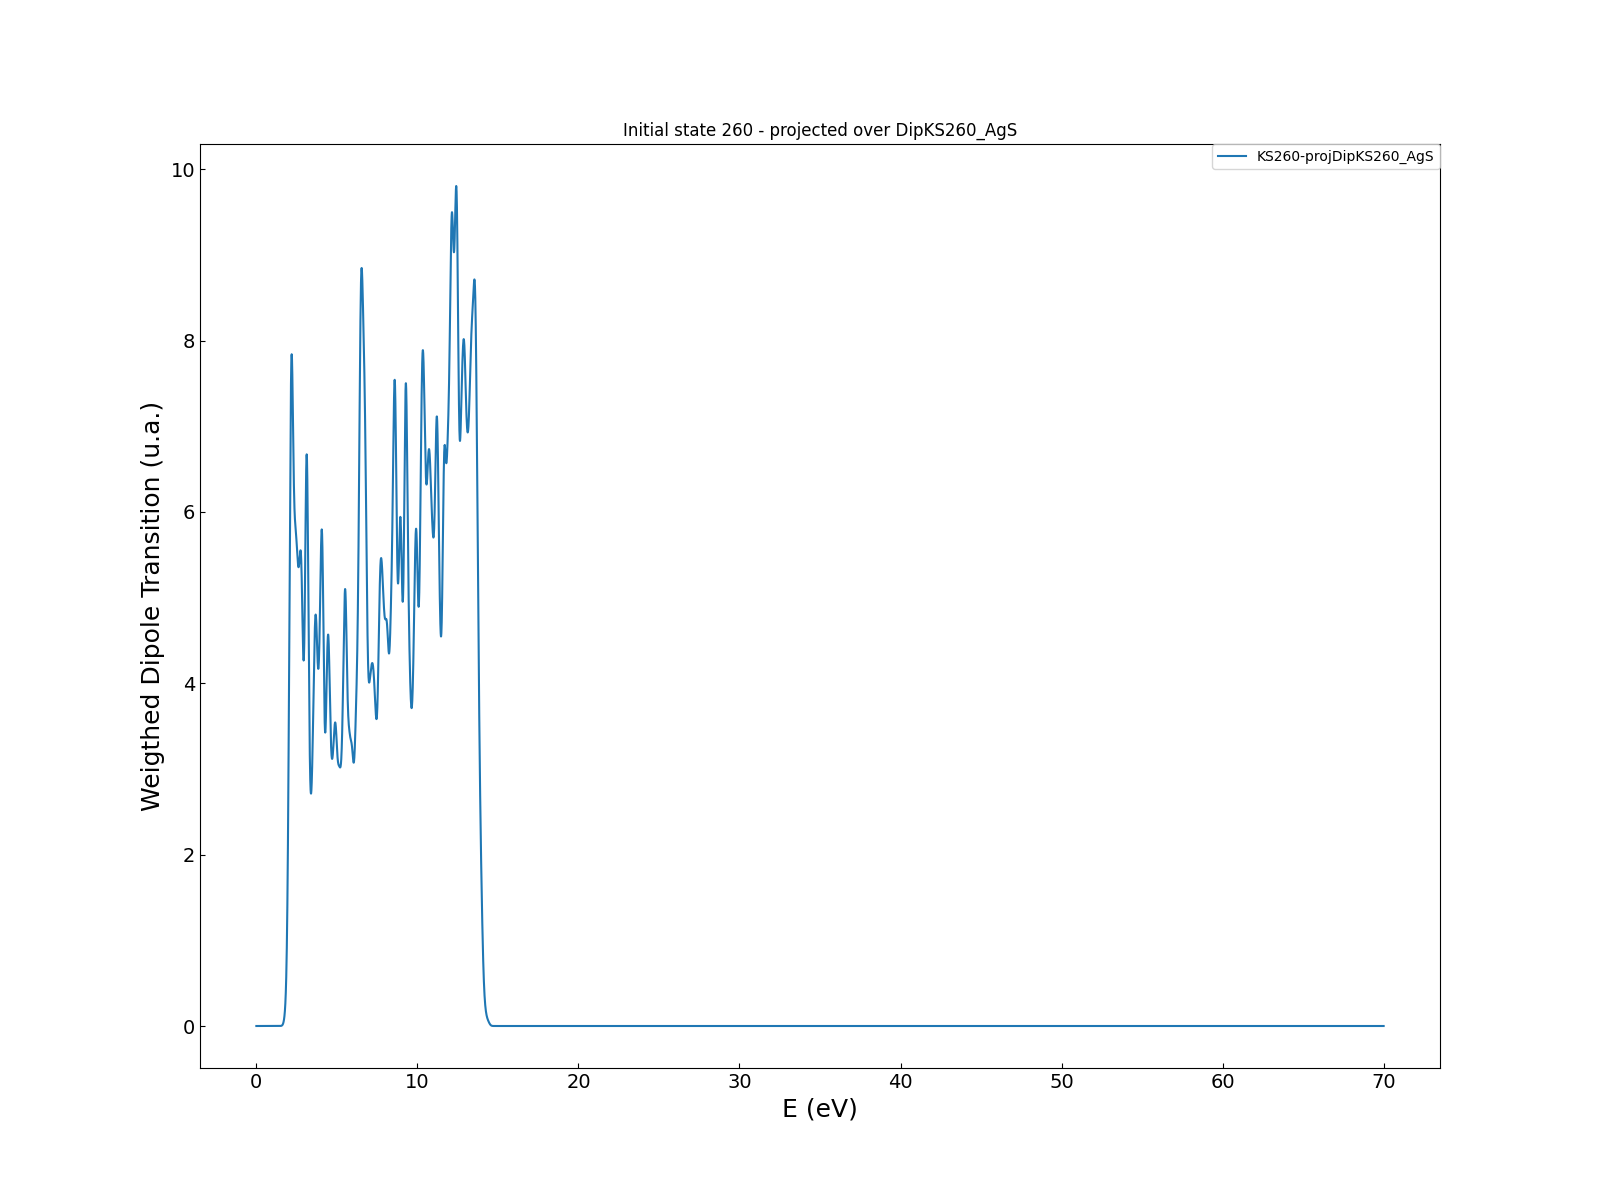 Initial state 260 - projected over DipKS260_AgS
KS260-projDipKS260_AgS
10
8
6
4
2
0
Weigthed Dipole Transition (u.a.)
0 10 20 30 40 50 60 70
E (eV)